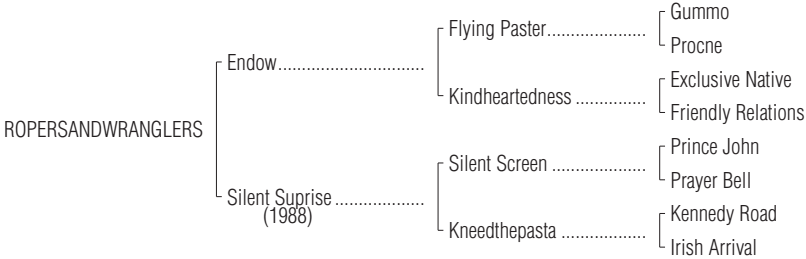 Gummo
Flying Paster......................
Procne
Endow................................
Exclusive Native
Kindheartedness ...............
Friendly Relations
ROPERSANDWRANGLERS
Prince John
Silent Screen ....................
Prayer Bell
Silent Suprise ...................
(1988)
Kennedy Road
Kneedthepasta ..................
Irish Arrival